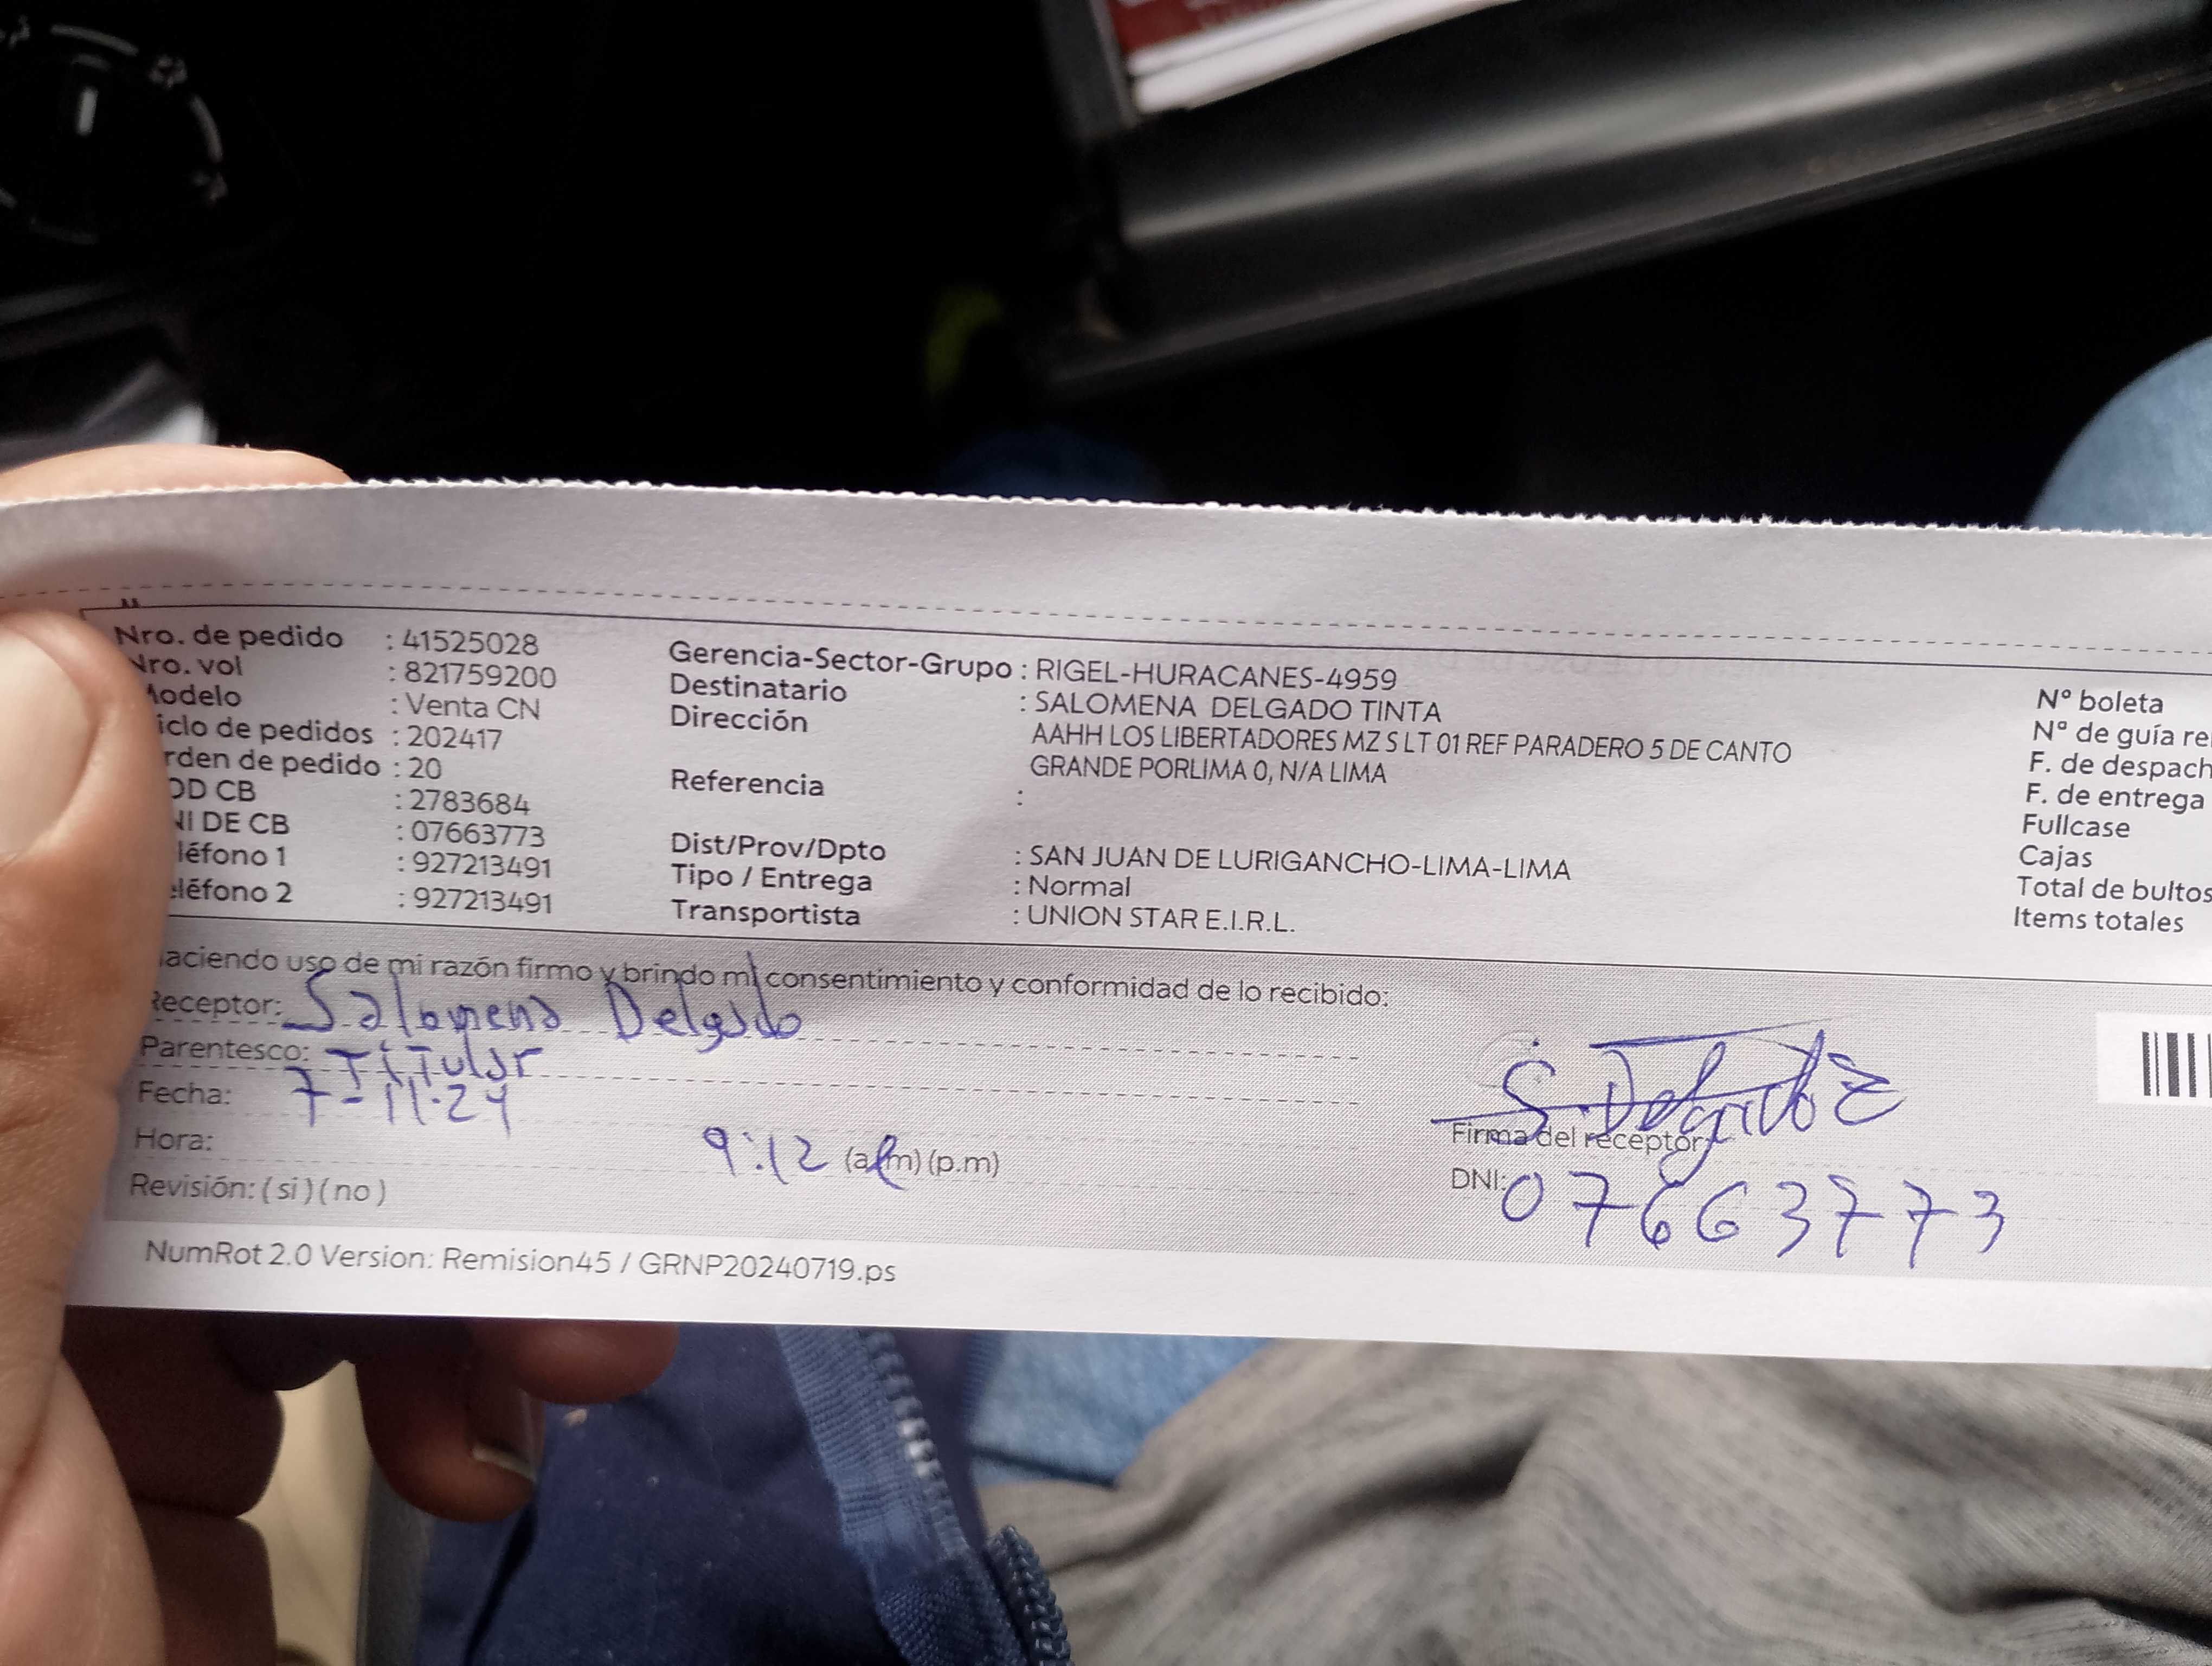 Nro. de pedido : 41525028
Nro. vol : 821759200
Modelo : Venta CN
iclo de pedidos : 202417
rden de pedido : 20
OD CB : 2783684
NI DE CB : 07663773
léfono 1 : 927213491
eléfono 2 : 927213491
Gerencia-Sector-Grupo : RIGEL-HURACANES-4959
Destinatario : SALOMENA DELGADO TINTA
Dirección AAHH LOS LIBERTADORES MZ S LT 01 REF PARADERO 5 DE CANTO
GRANDE PORLIMA 0, N/A LIMA
Referencia :
Dist/Prov/Dpto : SAN JUAN DE LURIGANCHO-LIMA-LIMA
Tipo / Entrega : Normal
Transportista : UNION STAR E.I.R.L.
N° boleta
Nª de guía re
F. de despach
F. de entrega
Fullcase
Cajas
Total de bultos
Items totales
aciendo uso de mi razón firmo y brindo mi consentimiento y conformidad de lo recibido:
Receptor: Salomena Delgado
Parentesco: Titular
Fecha: 7-11-24
Hora: 9:12 (a.m) (p.m)
Revisión: ( si ) ( no )
S. Delgado
Firma del receptor:
DNI: 07663773
NumRot 2.0 Version: Remision45 / GRNP20240719.ps